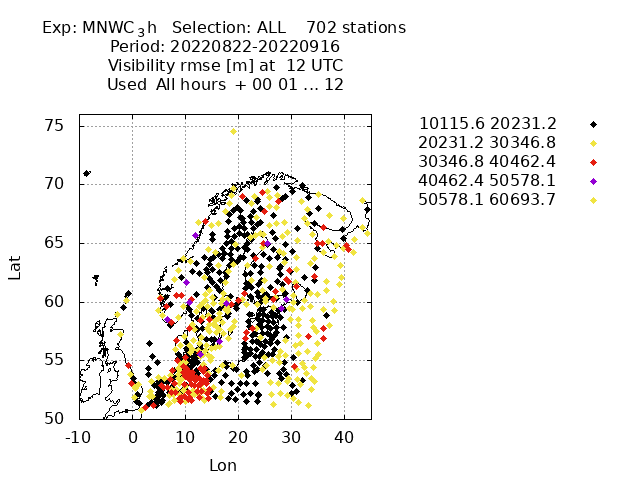 Exp: MNWC_3h   Selection: ALL    702 stations
Period: 20220822-20220916
Visibility rmse [m] at  12 UTC
Used  All hours  + 00 01 ... 12
10115.6 20231.2
20231.2 30346.8
30346.8 40462.4
40462.4 50578.1
50578.1 60693.7
75
70
65
60
55
50
Lat
-10 0 10 20 30 40
Lon